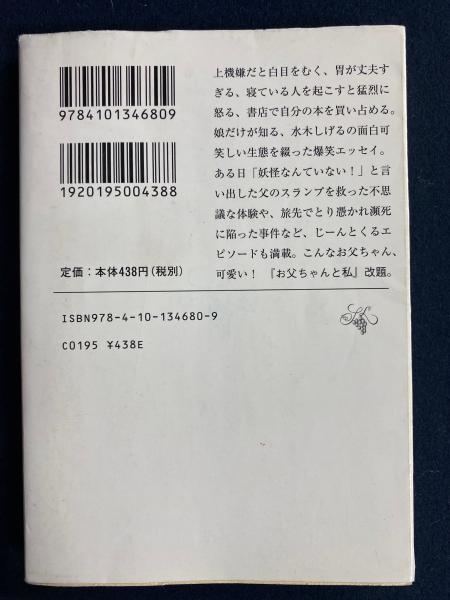 上機嫌だと白目をむく、胃が丈夫す
ぎる、寝ている人を起こすと猛烈に
怒る、書店で自分の本を買い占める。
娘だけが知る、水木しげるの面白可
笑しい生態を綴った爆笑エッセイ。
ある日「妖怪なんていない！」と言
い出した父のスランプを救った不思
議な体験や、旅先でとり憑かれ瀕死
に陥った事件など、じーんとくるエ
ピソードも満載。こんなお父ちゃん、
可愛い！ 『お父ちゃんと私』改題。
9784101346809
1920195004388
定価：本体438円（税別）
ISBN978-4-10-134680-9
C0195 ¥438E